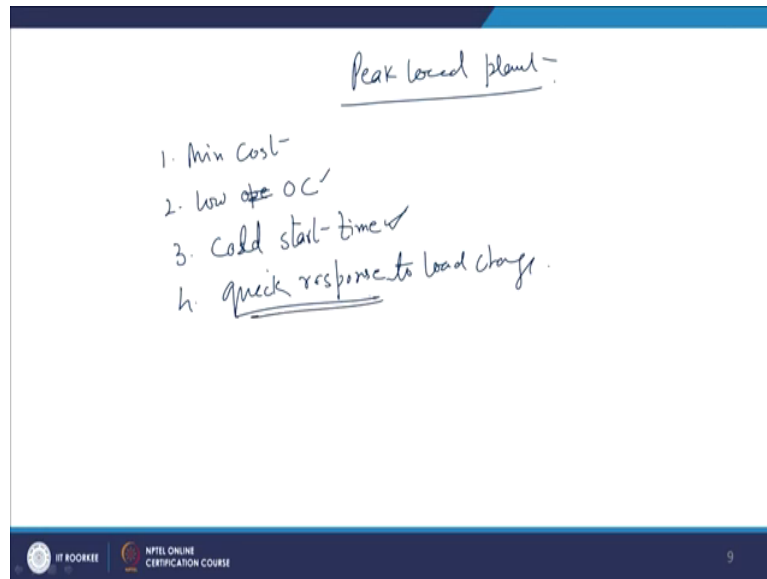 Peak load plant
1. Min Cost
2. low OC
3. Cold start-time
4. quick response to load change.
IIT ROORKEE
NPTEL ONLINE
CERTIFICATION COURSE
9